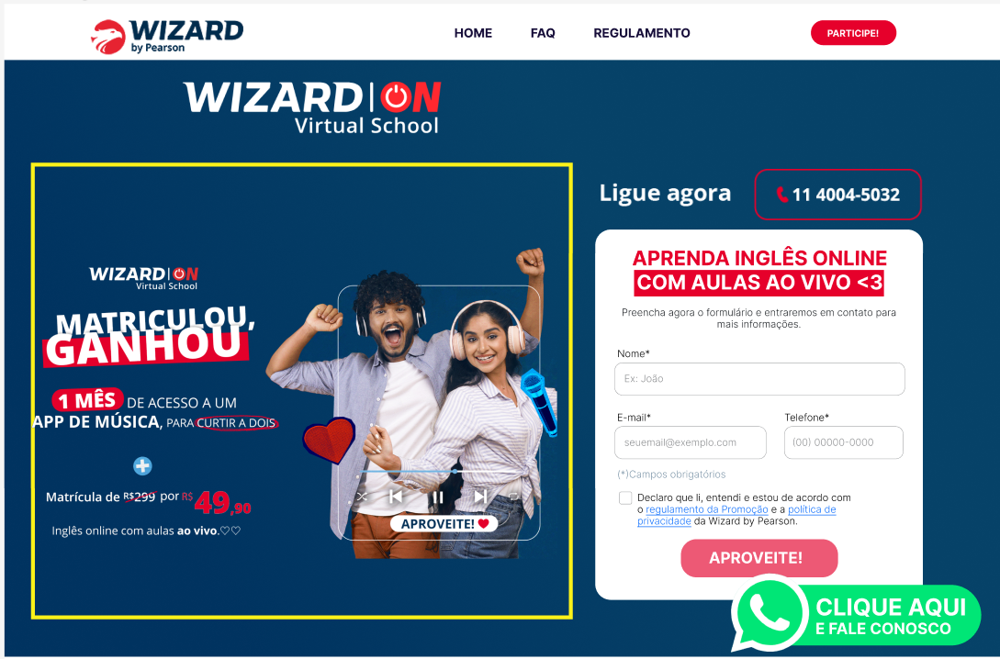 WIZARD
by Pearson
HOME
FAQ
REGULAMENTO
PARTICIPE!
WIZARD|ON
Virtual School
WIZARD|ON
Virtual School
MATRICULOU,
GANHOU
1 MÊS DE ACESSO A UM
APP DE MÚSICA, PARA CURTIR A DOIS
Matrícula de R$299 por R$ 49,90
Inglês online com aulas ao vivo.♡♡
APROVEITE!
Ligue agora
11 4004-5032
APRENDA INGLÊS ONLINE
COM AULAS AO VIVO <3
Preencha agora o formulário e entraremos em contato para
mais informações.
Nome*
Ex: João
E-mail*
Telefone*
seuemail@exemplo.com
(00) 00000-0000
(*)Campos obrigatórios
Declaro que li, entendi e estou de acordo com
o regulamento da Promoção e a política de
privacidade da Wizard by Pearson.
APROVEITE!
CLIQUE AQUI
E FALE CONOSCO